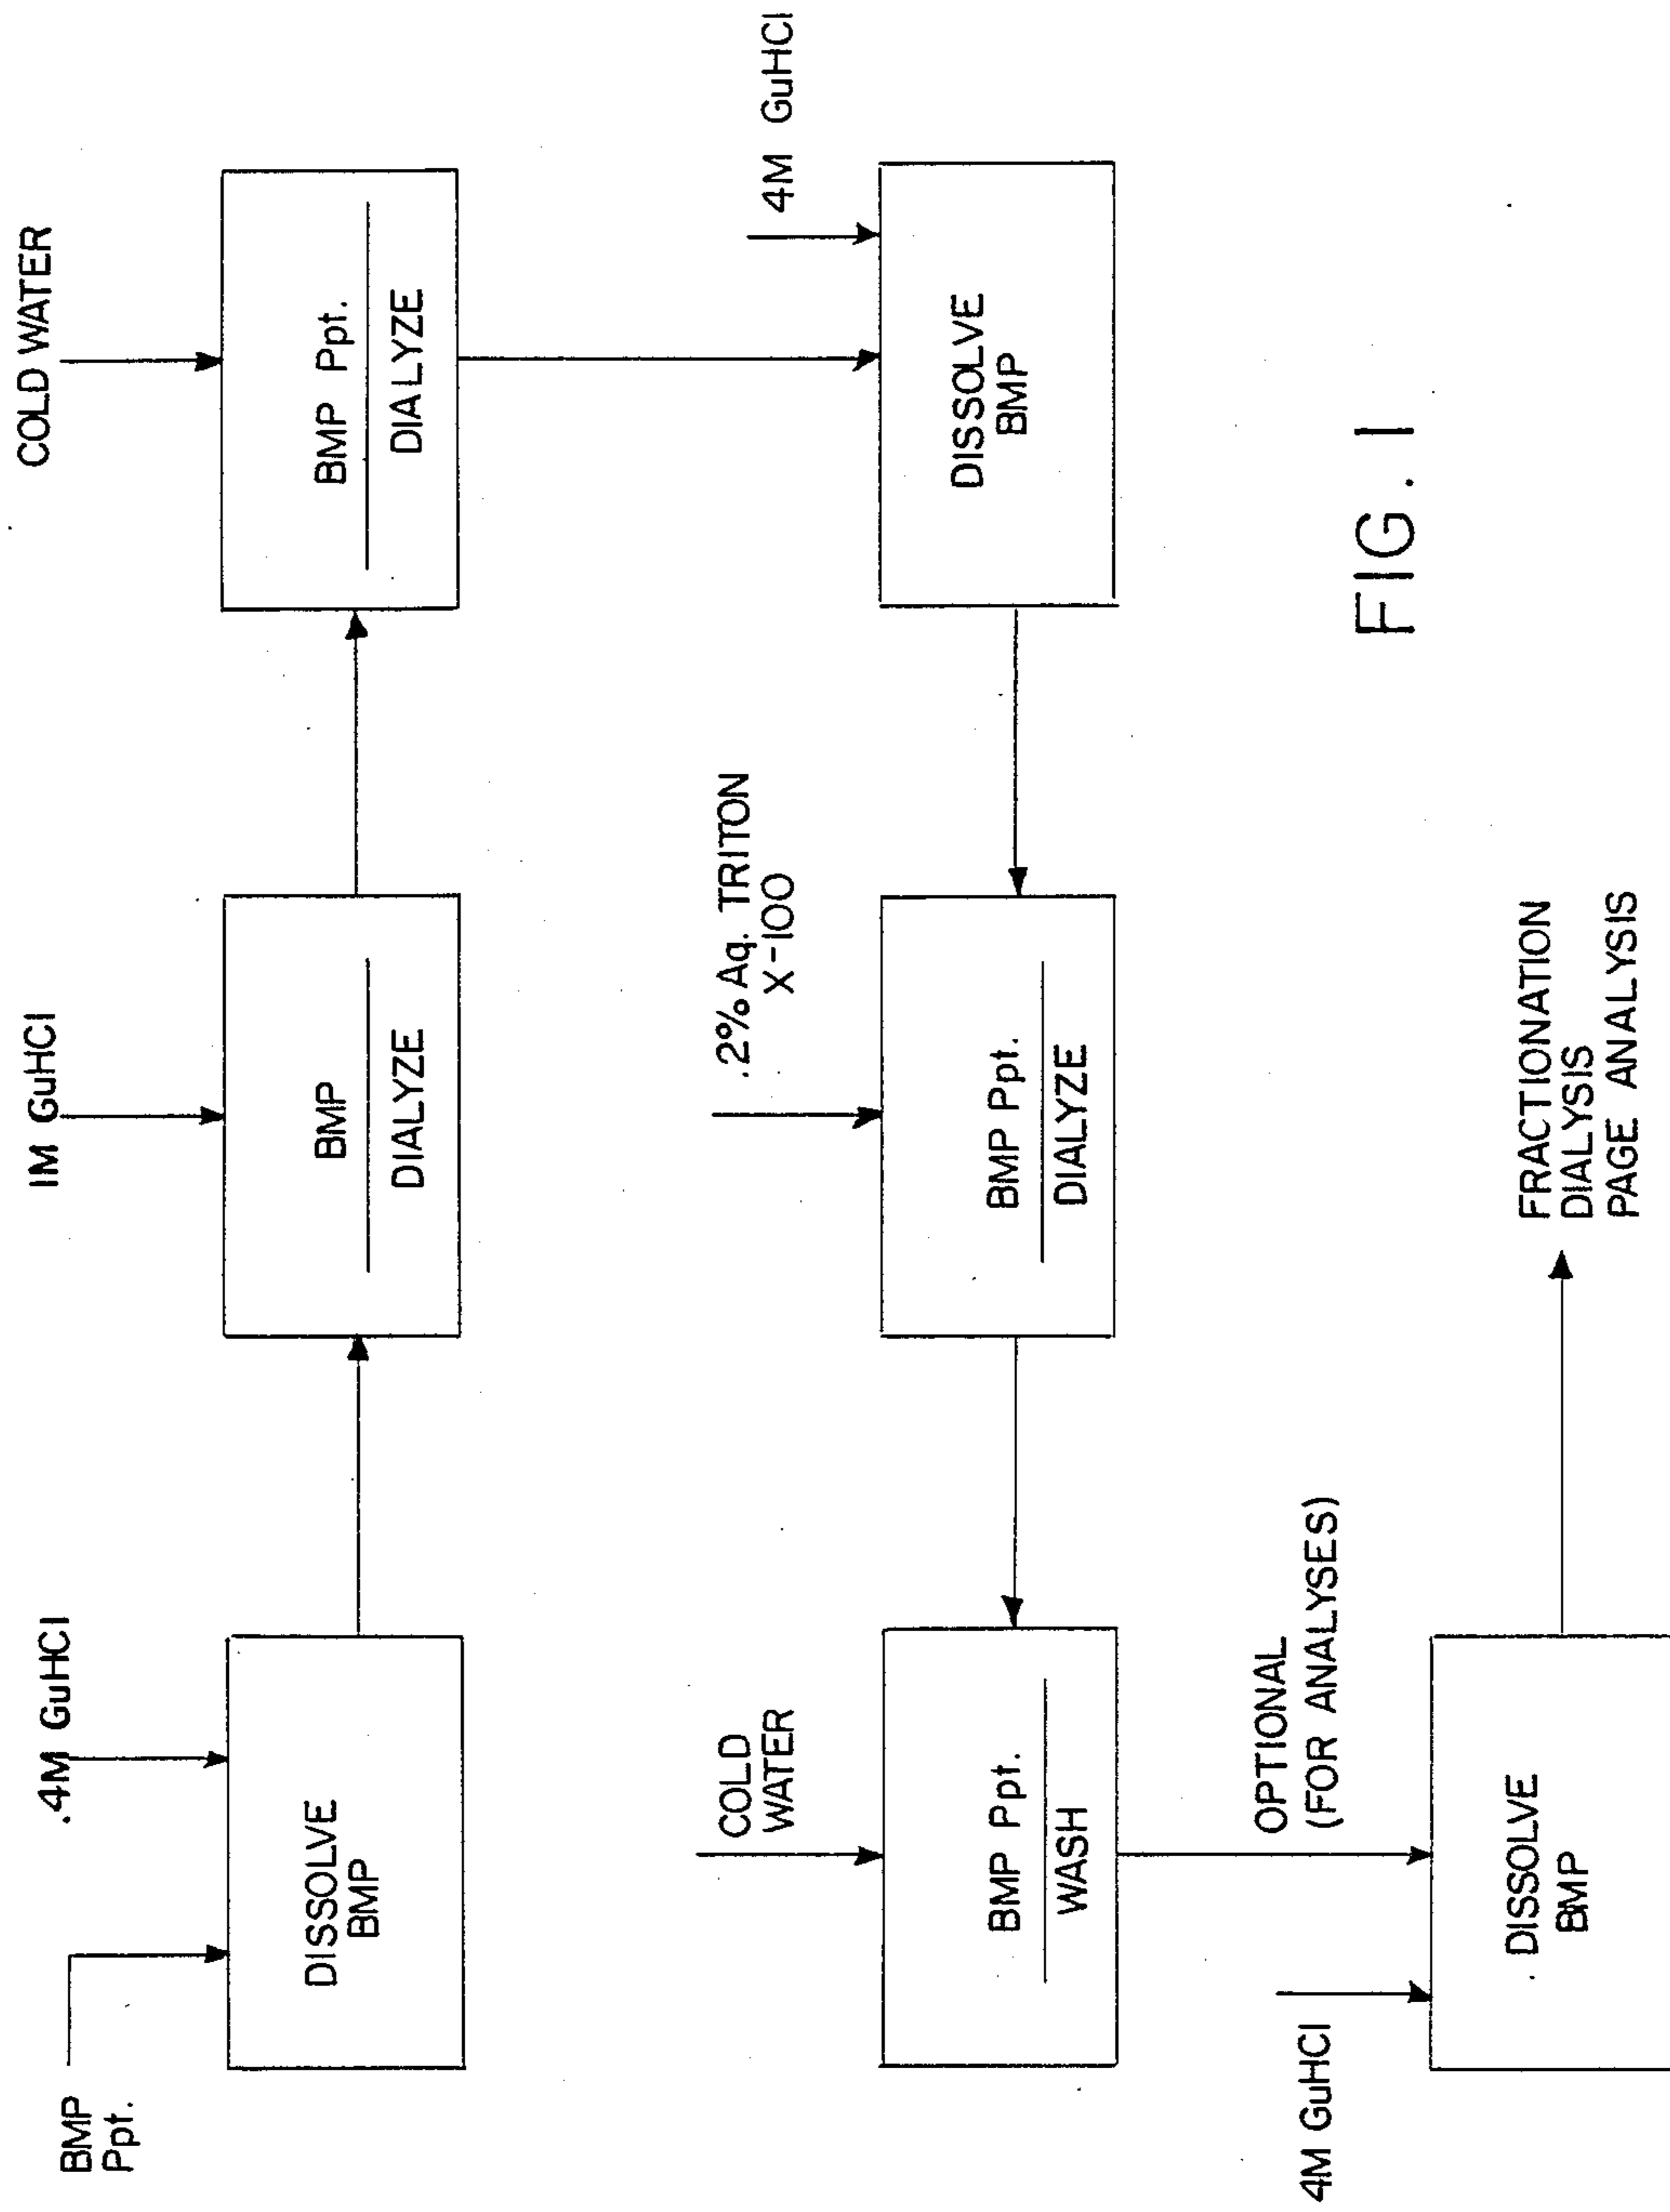 BMP
Ppt.
.4M GuHCl
DISSOLVE
BMP
1M GuHCl
BMP
DIALYZE
COLD WATER
BMP Ppt.
DIALYZE
4M GuHCl
DISSOLVE
BMP
.2% Aq. TRITON
X-100
BMP Ppt.
DIALYZE
COLD
WATER
BMP Ppt.
WASH
OPTIONAL
(FOR ANALYSES)
4M GuHCl
DISSOLVE
BMP
FRACTIONATION
DIALYSIS
PAGE ANALYSIS
FIG. 1